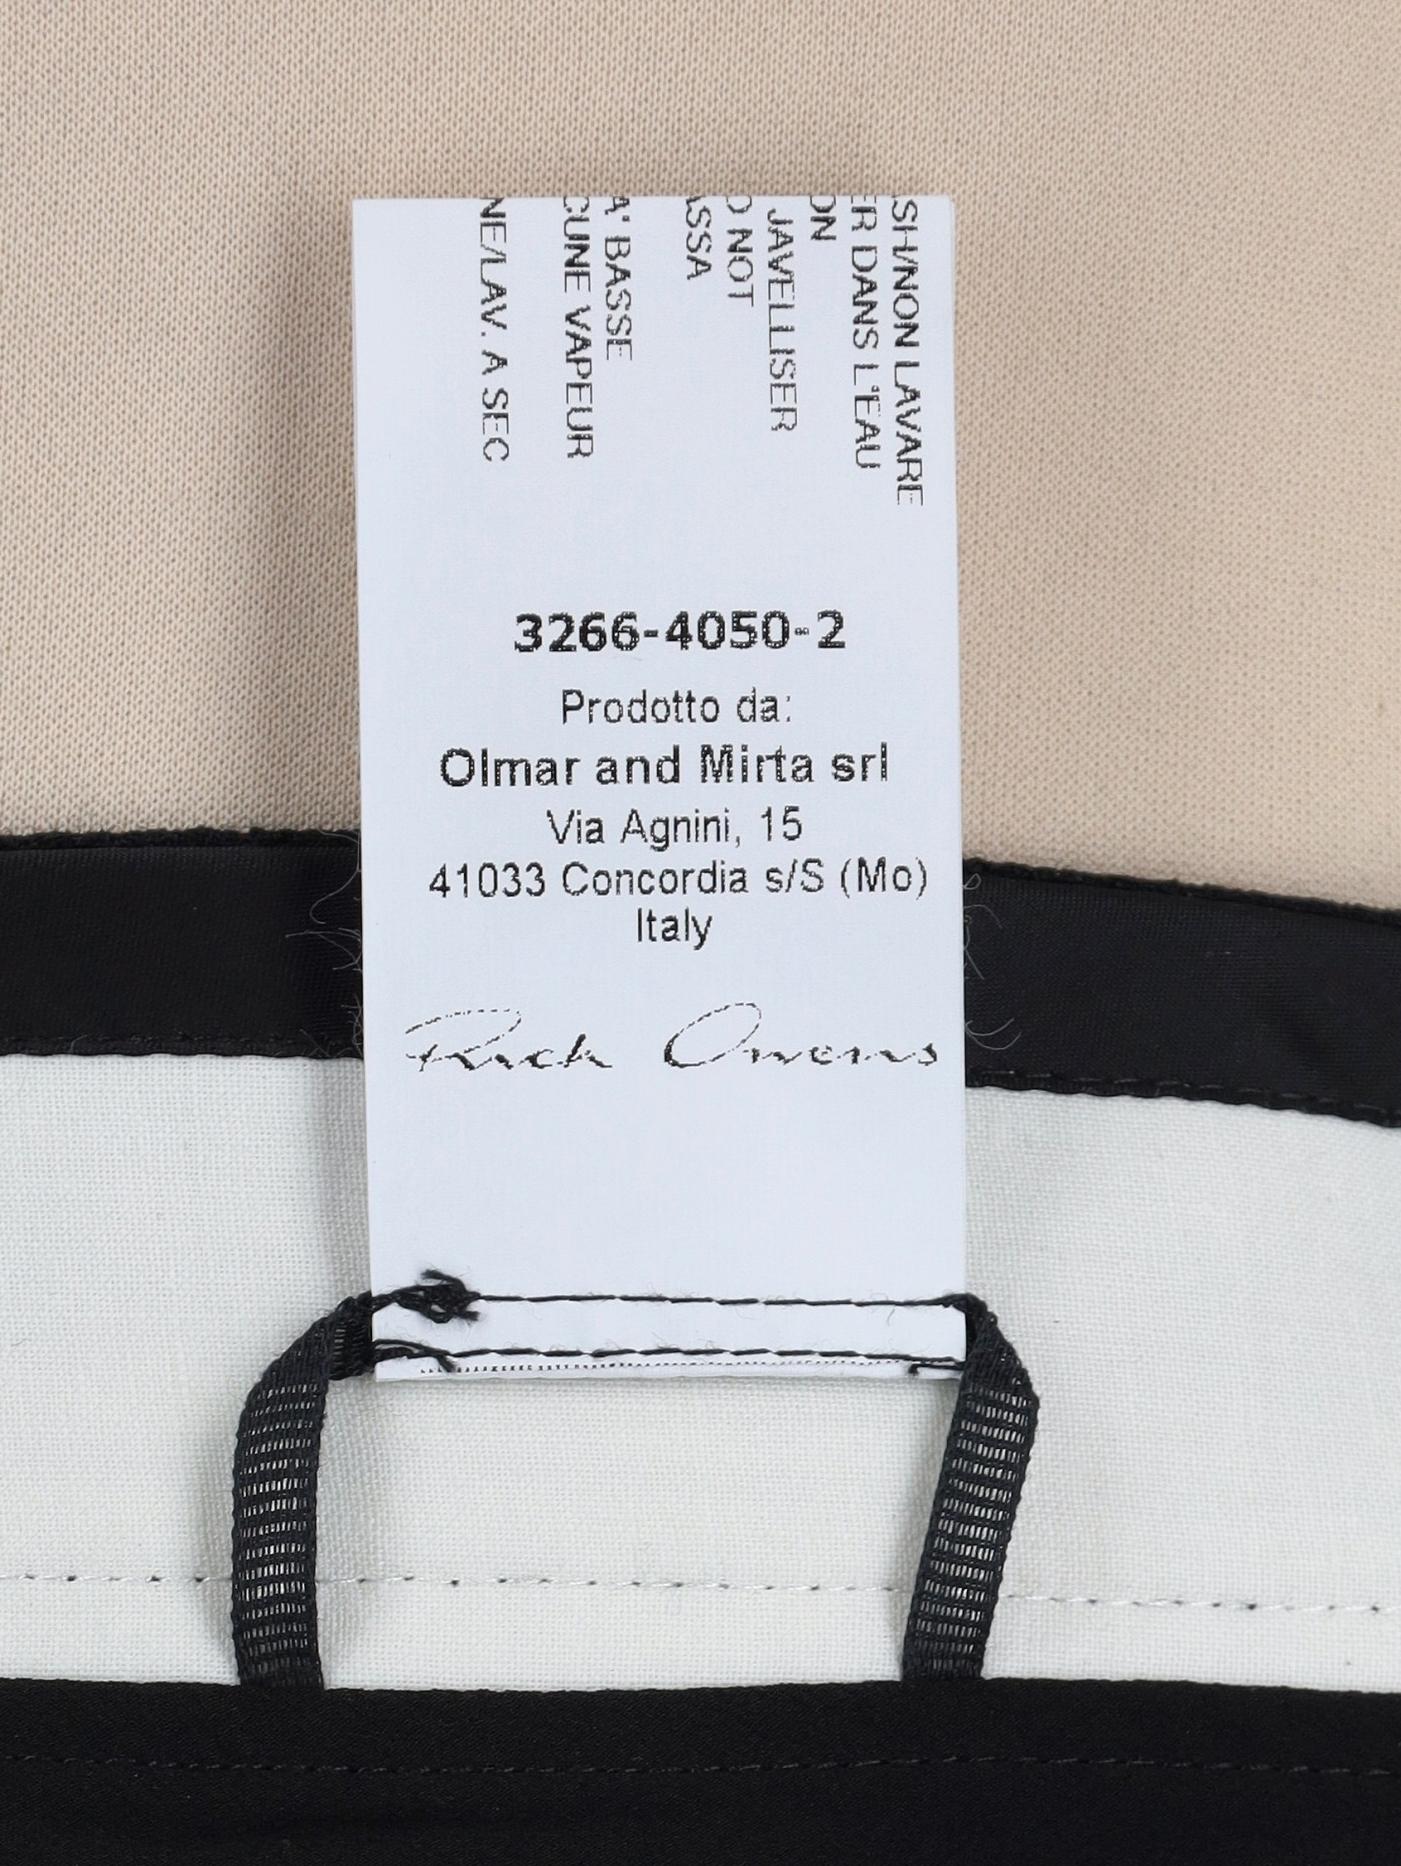 SH/NON LAVARE
ER DANS L'EAU
ON
JAVELLISER
O NOT
ASSA
A' BASSE
CUNE VAPEUR
NE/LAV. A SEC
3266-4050-2
Prodotto da:
Olmar and Mirta srl
Via Agnini, 15
41033 Concordia s/S (Mo)
Italy
Rick Owens